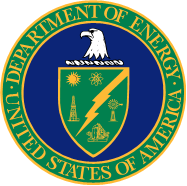 DEPARTMENT OF ENERGY
UNITED STATES OF AMERICA